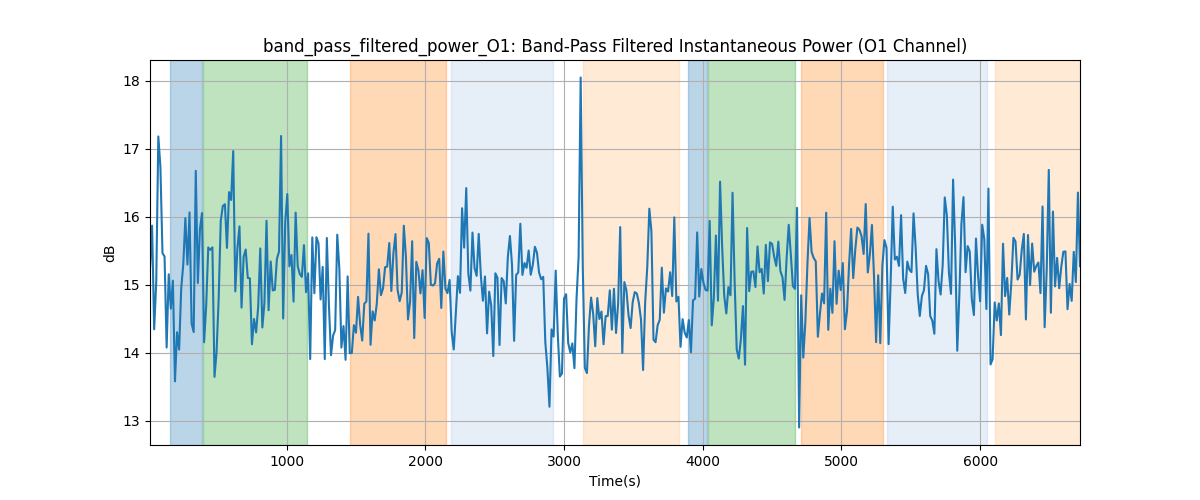 band_pass_filtered_power_O1: Band-Pass Filtered Instantaneous Power (O1 Channel)
18
17
16
15
14
13
dB
1000 2000 3000 4000 5000 6000
Time(s)